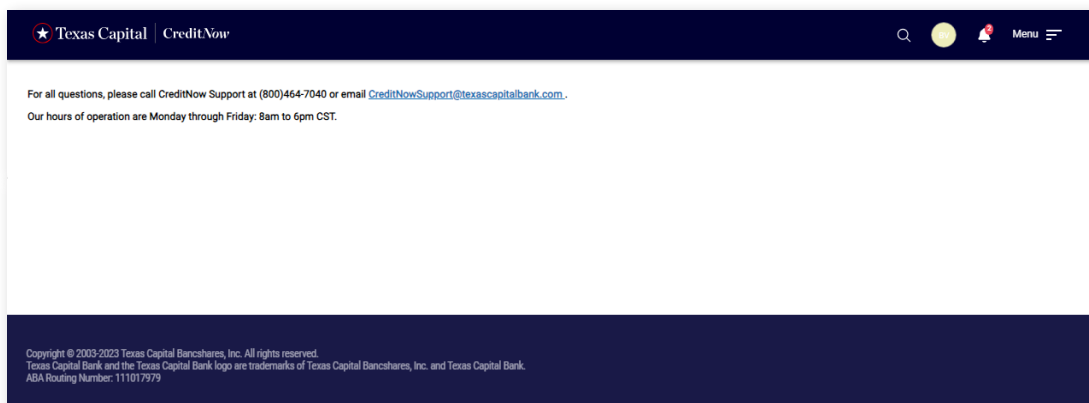 Texas Capital | CreditNow
2
Menu
For all questions, please call CreditNow Support at (800)464-7040 or email CreditNowSupport@texascapitalbank.com .
Our hours of operation are Monday through Friday: 8am to 6pm CST.
Copyright © 2003-2023 Texas Capital Bancshares, Inc. All rights reserved.
Texas Capital Bank and the Texas Capital Bank logo are trademarks of Texas Capital Bancshares, Inc. and Texas Capital Bank.
ABA Routing Number: 111017979